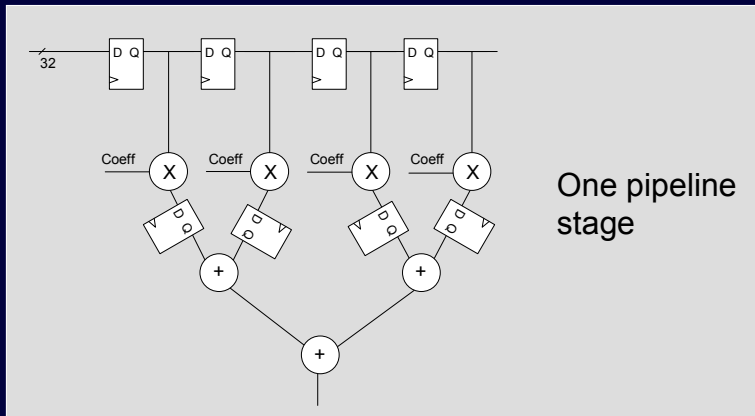 D Q D Q D Q D Q
32
Coeff Coeff Coeff Coeff
X X X X
D Q D Q D Q D Q
+ +
+
One pipeline
stage